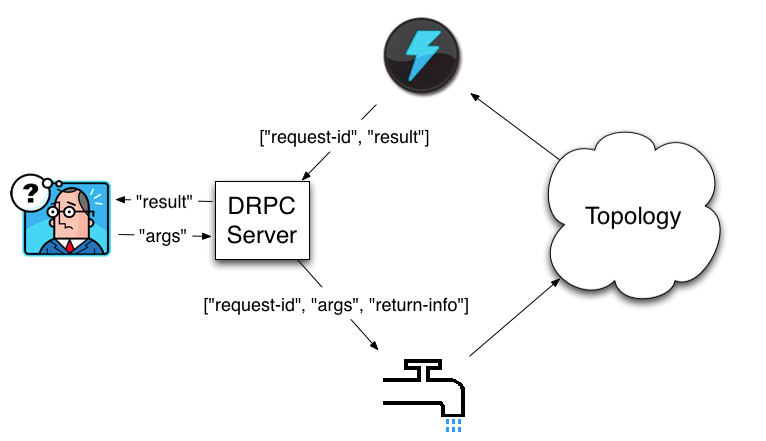 ["request-id", "result"]
?
"result"
DRPC
Server
"args"
Topology
["request-id", "args", "return-info"]